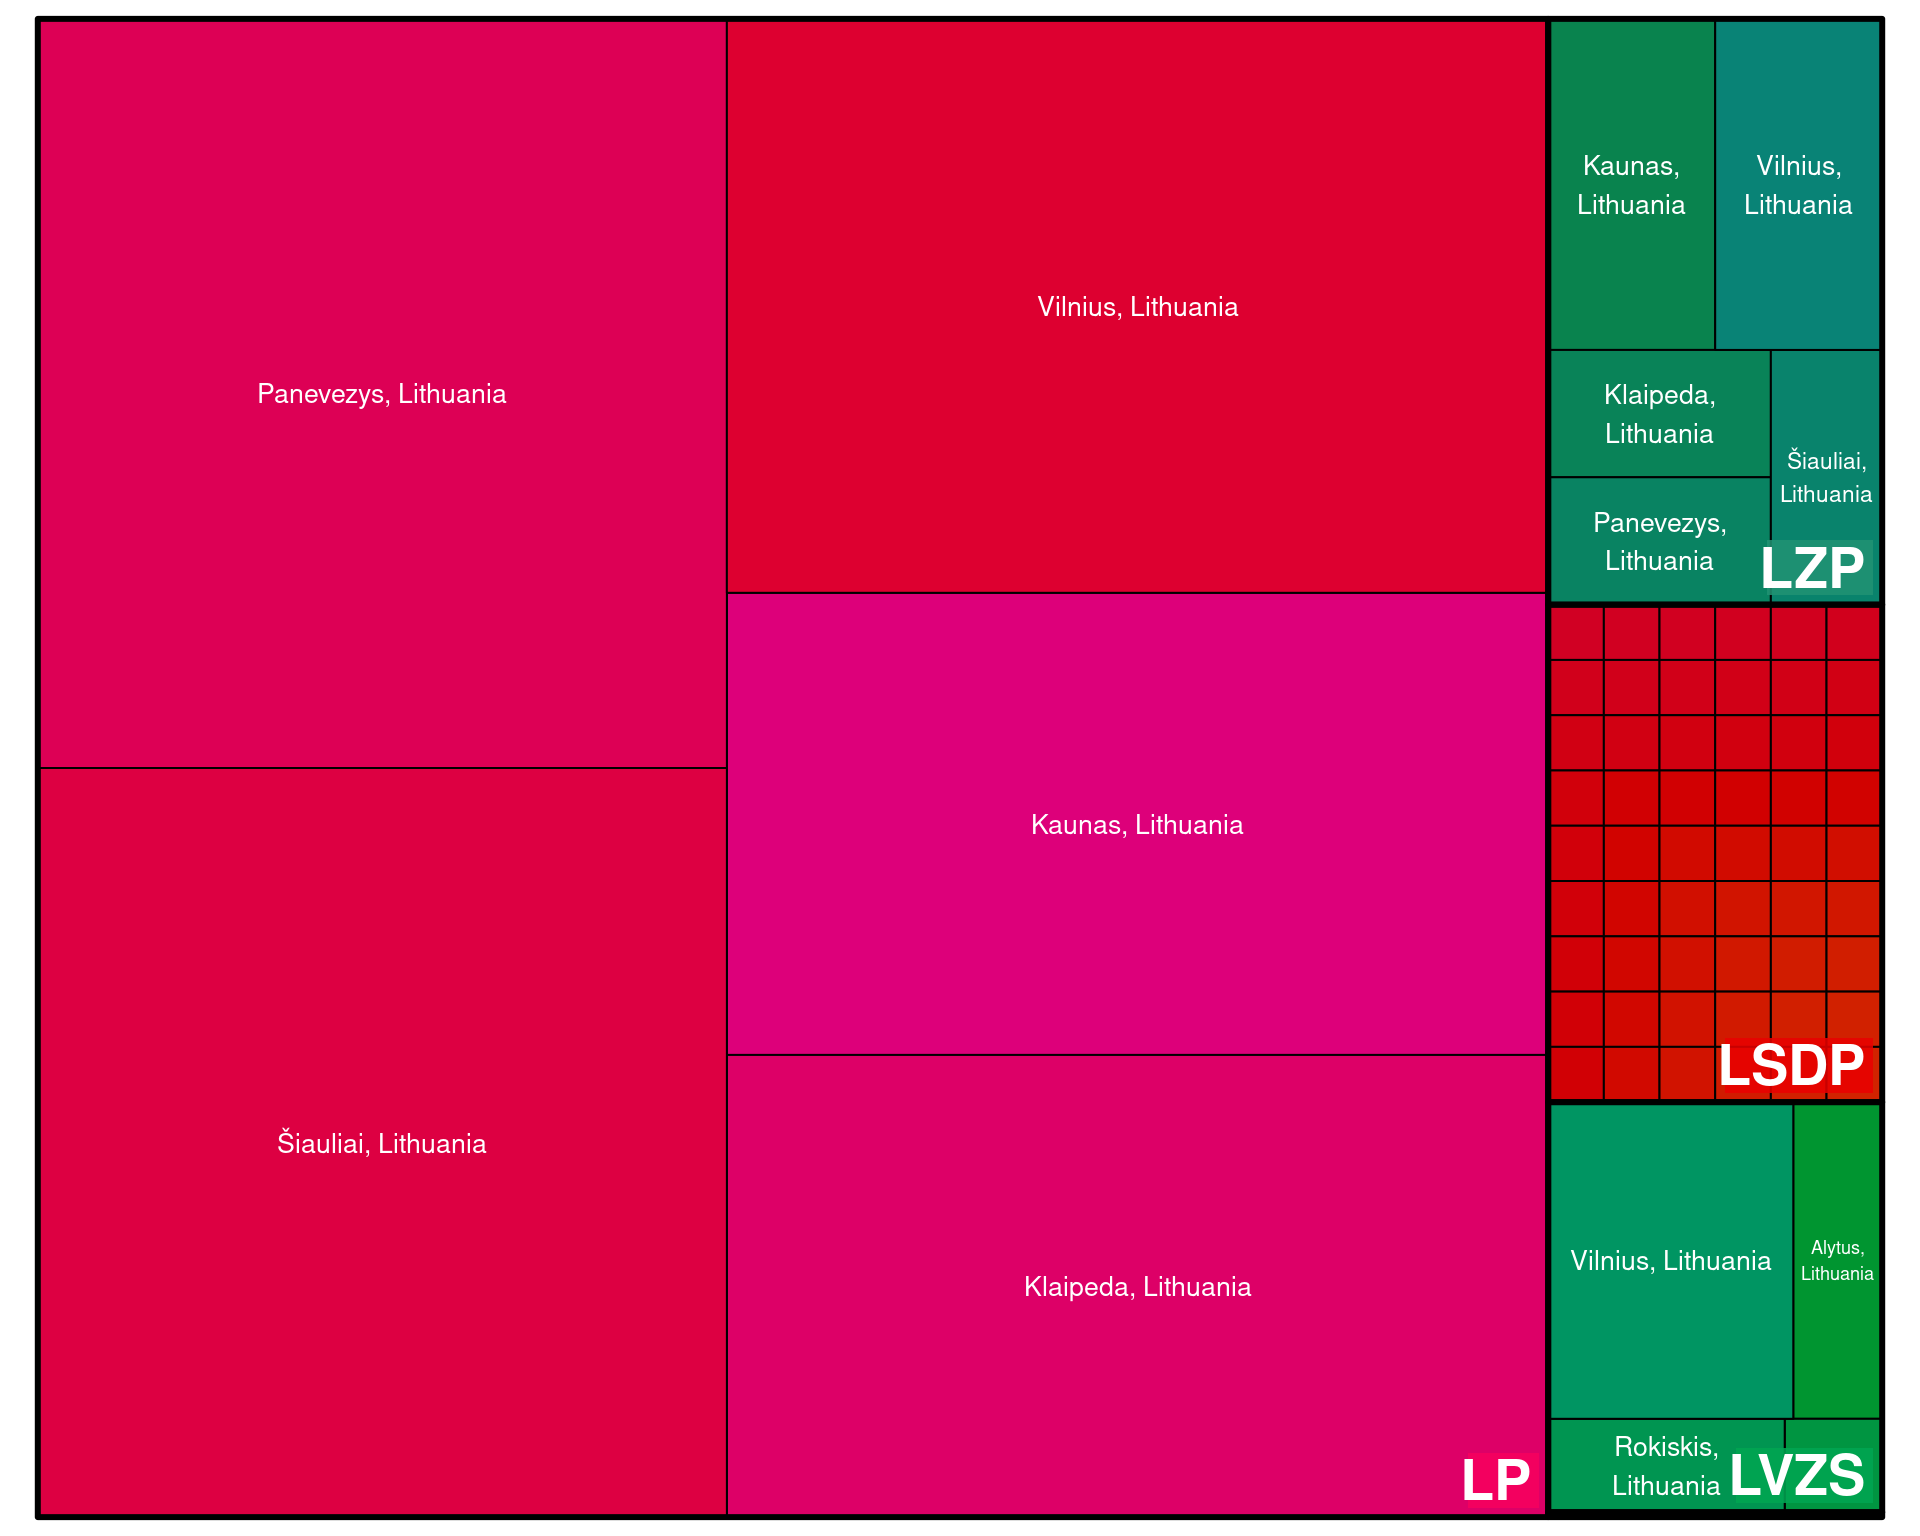 Panevezys, Lithuania
Šiauliai, Lithuania
Vilnius, Lithuania
Kaunas, Lithuania
Klaipeda, Lithuania
LP
Kaunas,
Lithuania
Vilnius,
Lithuania
Klaipeda,
Lithuania
Panevezys,
Lithuania
Šiauliai,
Lithuania
LZP
LSDP
Vilnius, Lithuania
Alytus,
Lithuania
Rokiskis,
Lithuania
LVZS